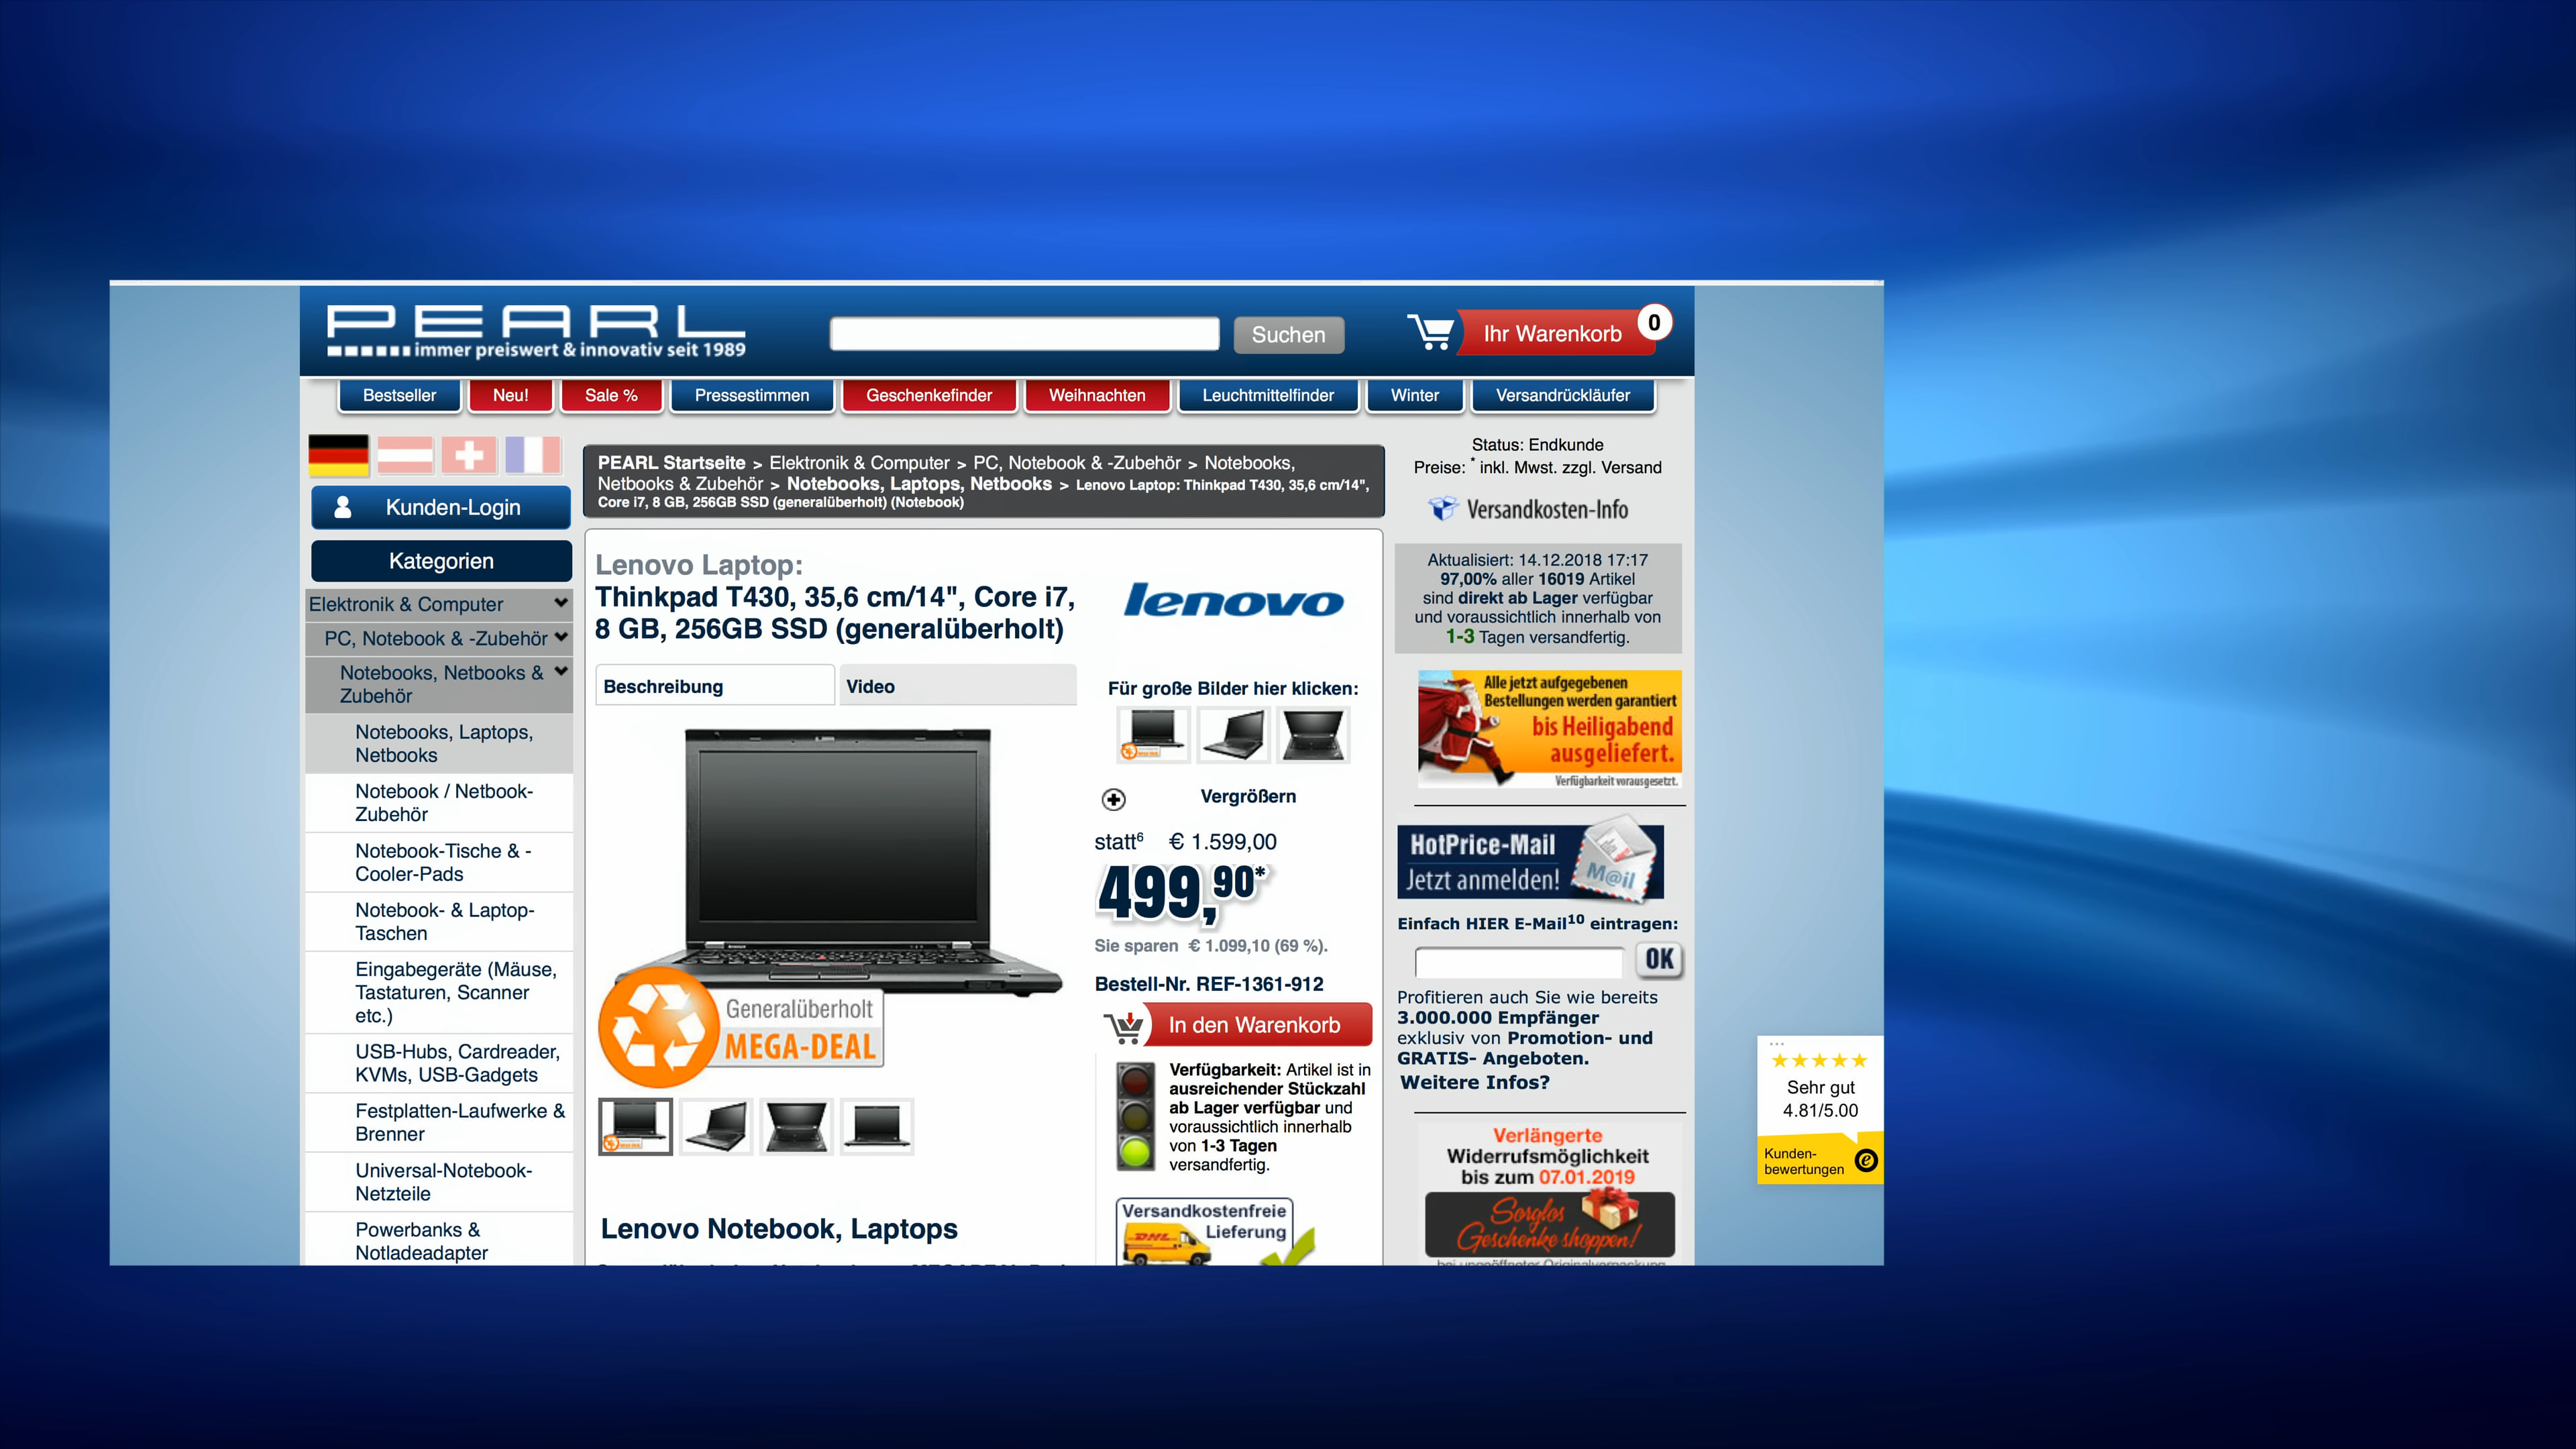 PEARL
immer preiswert & innovativ seit 1989
Suchen
Ihr Warenkorb
0
Bestseller
Neu!
Sale %
Pressestimmen
Geschenkefinder
Weihnachten
Leuchtmittelfinder
Winter
Versandrückläufer
Kunden-Login
Kategorien
Elektronik & Computer
PC, Notebook & -Zubehör
Notebooks, Netbooks &
Zubehör
Notebooks, Laptops,
Netbooks
Notebook / Netbook-
Zubehör
Notebook-Tische & -
Cooler-Pads
Notebook- & Laptop-
Taschen
Eingabegeräte (Mäuse,
Tastaturen, Scanner
etc.)
USB-Hubs, Cardreader,
KVMs, USB-Gadgets
Festplatten-Laufwerke &
Brenner
Universal-Notebook-
Netzteile
Powerbanks &
Notladeadapter
PEARL Startseite > Elektronik & Computer > PC, Notebook & -Zubehör > Notebooks,
Netbooks & Zubehör > Notebooks, Laptops, Netbooks > Lenovo Laptop: Thinkpad T430, 35,6 cm/14",
Core i7, 8 GB, 256GB SSD (generalüberholt) (Notebook)
Lenovo Laptop:
Thinkpad T430, 35,6 cm/14", Core i7,
8 GB, 256GB SSD (generalüberholt)
Beschreibung
Video
Generalüberholt
MEGA-DEAL
Lenovo Notebook, Laptops
lenovo
Für große Bilder hier klicken:
Vergrößern
statt⁶ € 1.599,00
499,90*
Sie sparen € 1.099,10 (69 %).
Bestell-Nr. REF-1361-912
In den Warenkorb
Verfügbarkeit: Artikel ist in
ausreichender Stückzahl
ab Lager verfügbar und
voraussichtlich innerhalb
von 1-3 Tagen
versandfertig.
Versandkostenfreie
Lieferung
DHL
Status: Endkunde
Preise: * inkl. Mwst. zzgl. Versand
Versandkosten-Info
Aktualisiert: 14.12.2018 17:17
97,00% aller 16019 Artikel
sind direkt ab Lager verfügbar
und voraussichtlich innerhalb von
1-3 Tagen versandfertig.
Alle jetzt aufgegebenen
Bestellungen werden garantiert
bis Heiligabend
ausgeliefert.
Verfügbarkeit vorausgesetzt.
HotPrice-Mail
Jetzt anmelden!
M@il
Einfach HIER E-Mail¹⁰ eintragen:
OK
Profitieren auch Sie wie bereits
3.000.000 Empfänger
exklusiv von Promotion- und
GRATIS- Angeboten.
Weitere Infos?
Verlängerte
Widerrufsmöglichkeit
bis zum 07.01.2019
Sorglos
Geschenke shoppen!
bei ungeöffneter Originalverpackung
Sehr gut
4.81/5.00
Kunden-
bewertungen